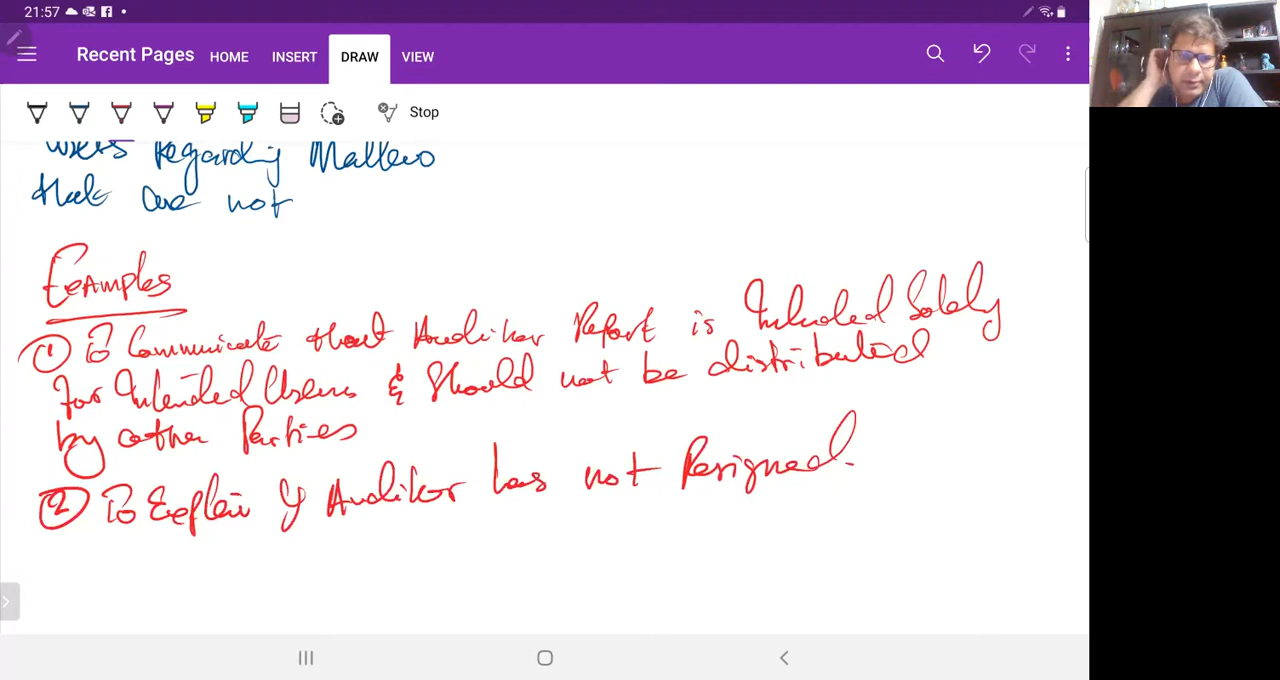 21:57
Recent Pages HOME INSERT DRAW VIEW
Stop
users regarding Matters
that are not
Examples
① To Communicate that Auditor Report is Included Solely
for Intended Users & Should not be distributed
by other Parties
② To Explain y Auditor has not Resigned.